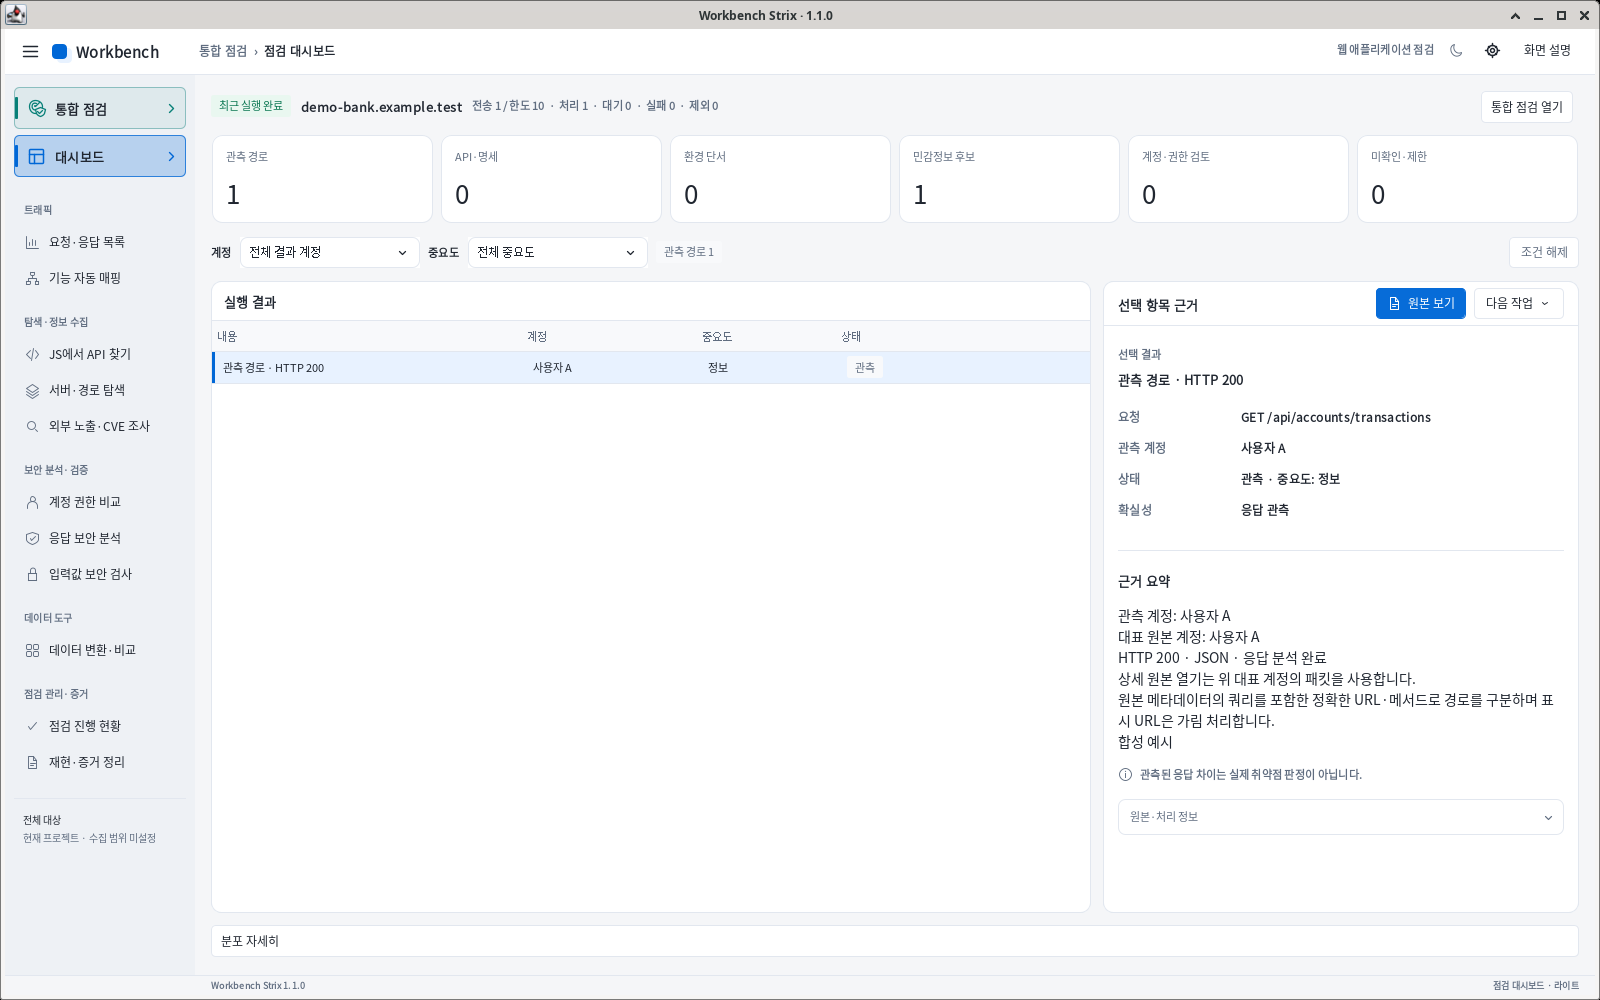 Workbench Strix · 1.1.0
Workbench
통합 점검 › 점검 대시보드
웹 애플리케이션 점검
화면 설명
통합 점검
대시보드
트래픽
요청·응답 목록
기능 자동 매핑
탐색·정보 수집
JS에서 API 찾기
서버·경로 탐색
외부 노출·CVE 조사
보안 분석·검증
계정 권한 비교
응답 보안 분석
입력값 보안 검사
데이터 도구
데이터 변환·비교
점검 관리·증거
점검 진행 현황
재현·증거 정리
전체 대상
현재 프로젝트 · 수집 범위 미설정
최근 실행 완료
demo-bank.example.test
전송 1 / 한도 10 · 처리 1 · 대기 0 · 실패 0 · 제외 0
통합 점검 열기
관측 경로
1
API·명세
0
환경 단서
0
민감정보 후보
1
계정·권한 검토
0
미확인·제한
0
계정
전체 결과 계정
중요도
전체 중요도
관측 경로 1
조건 해제
실행 결과
내용 계정 중요도 상태
관측 경로 · HTTP 200 사용자 A 정보 관측
선택 항목 근거
원본 보기
다음 작업
선택 결과
관측 경로 · HTTP 200
요청 GET /api/accounts/transactions
관측 계정 사용자 A
상태 관측 · 중요도: 정보
확실성 응답 관측
근거 요약
관측 계정: 사용자 A
대표 원본 계정: 사용자 A
HTTP 200 · JSON · 응답 분석 완료
상세 원본 열기는 위 대표 계정의 패킷을 사용합니다.
원본 메타데이터의 쿼리를 포함한 정확한 URL·메서드로 경로를 구분하며 표
시 URL은 가림 처리합니다.
합성 예시
관측된 응답 차이는 실제 취약점 판정이 아닙니다.
원본·처리 정보
분포 자세히
Workbench Strix 1.1.0
점검 대시보드 · 라이트